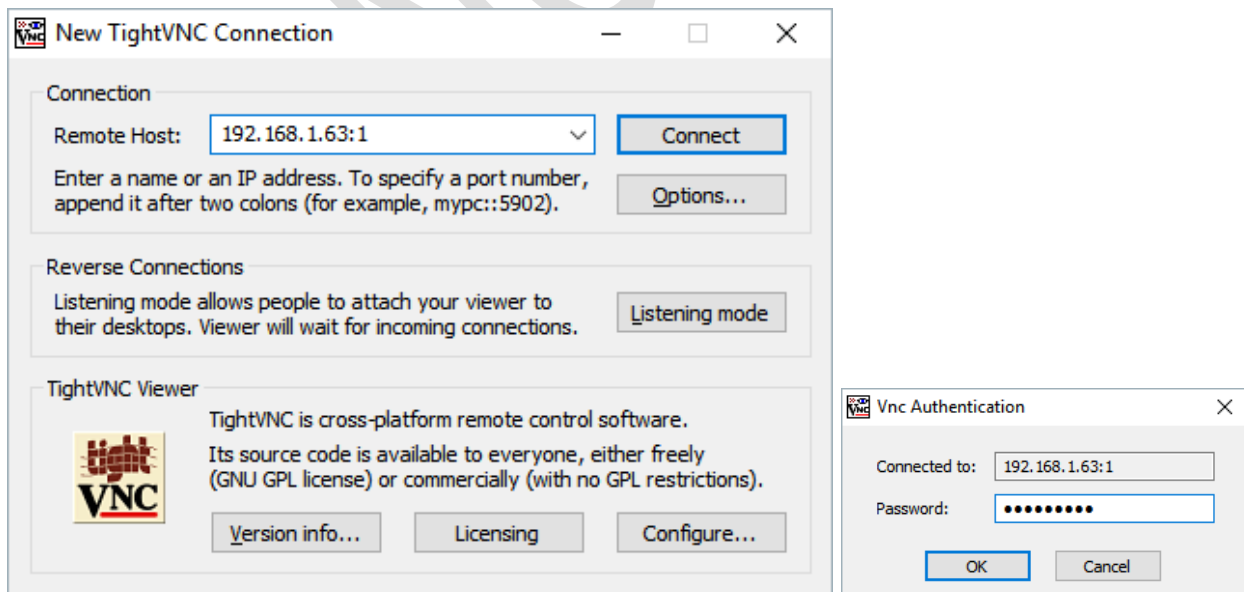 New TightVNC Connection
Connection
Remote Host: 192.168.1.63:1 Connect
Enter a name or an IP address. To specify a port number,
append it after two colons (for example, mypc::5902).
Options...
Reverse Connections
Listening mode allows people to attach your viewer to
their desktops. Viewer will wait for incoming connections.
Listening mode
TightVNC Viewer
tight
VNC
TightVNC is cross-platform remote control software.
Its source code is available to everyone, either freely
(GNU GPL license) or commercially (with no GPL restrictions).
Version info... Licensing Configure...
Vnc Authentication
Connected to: 192.168.1.63:1
Password: •••••••••
OK Cancel